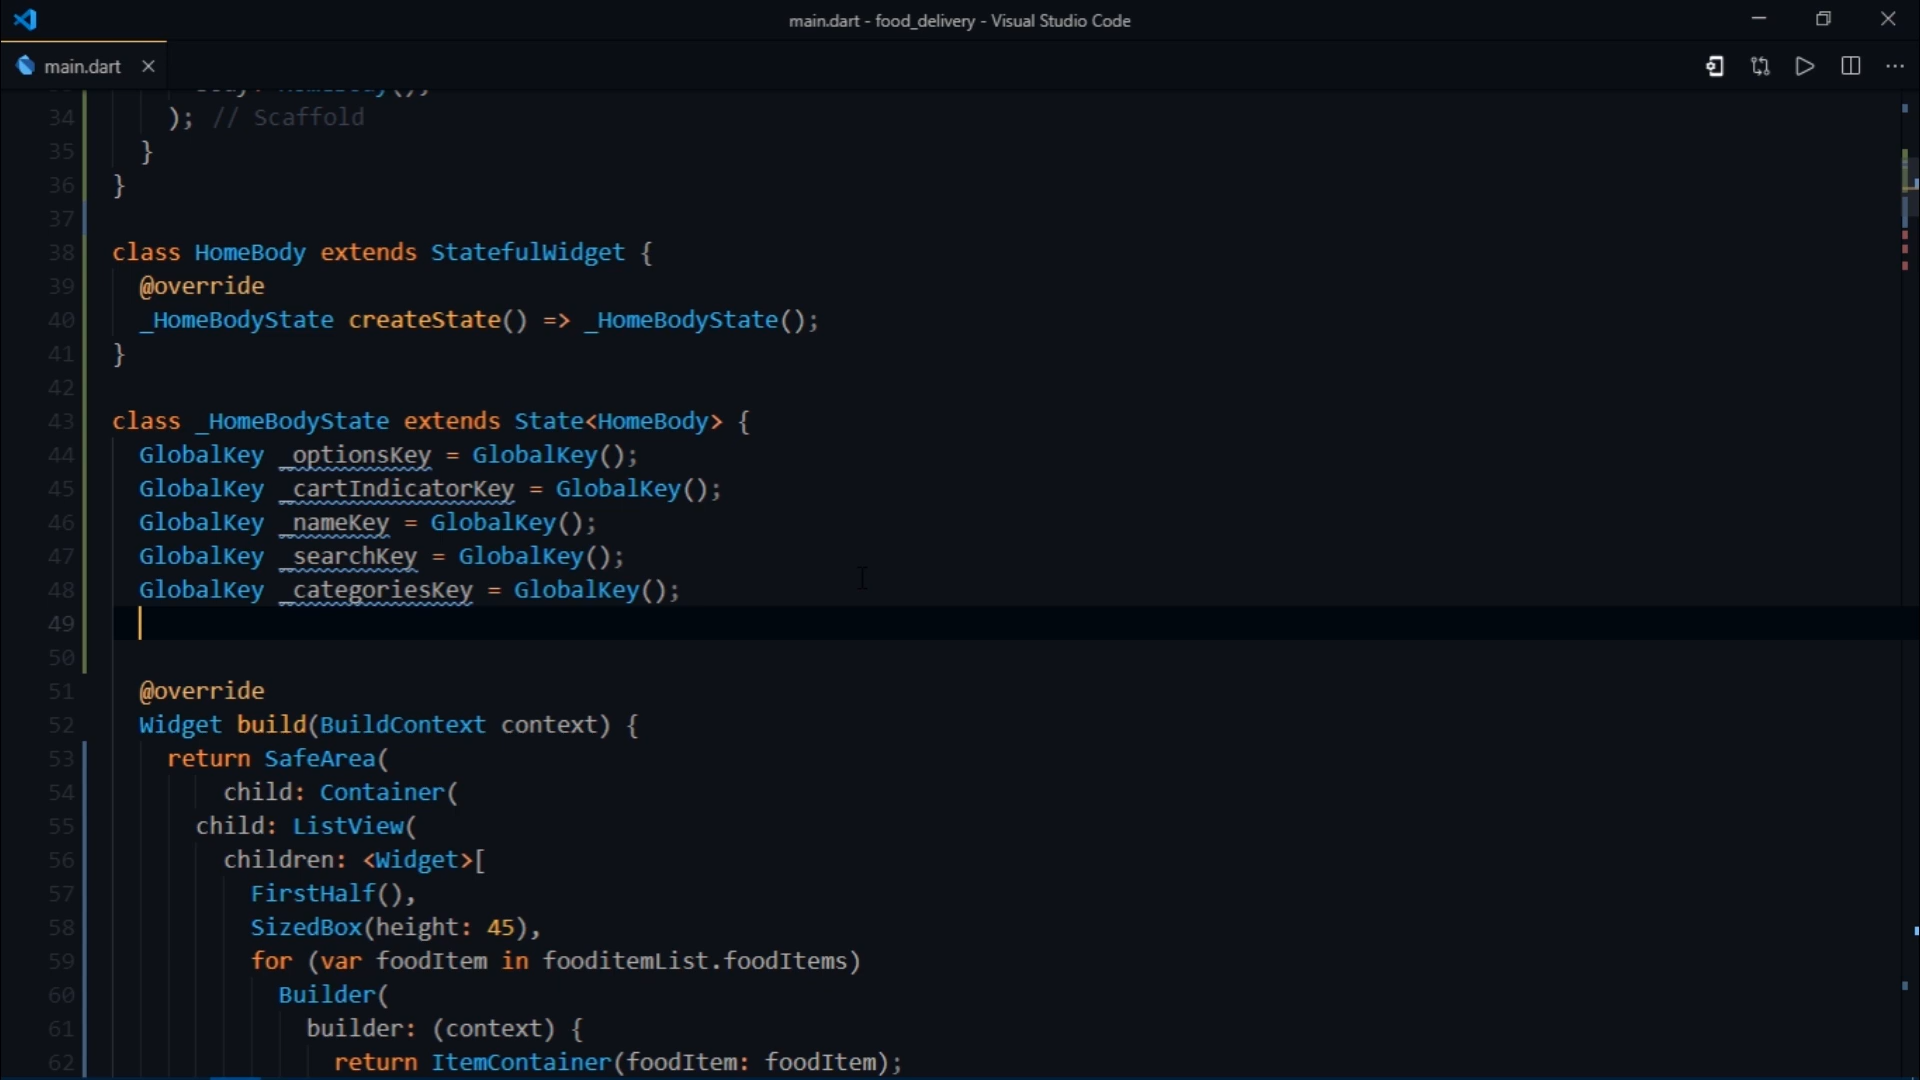 main.dart - food_delivery - Visual Studio Code
main.dart
34 ); // Scaffold
35 }
36 }
37
38 class HomeBody extends StatefulWidget {
39 @override
40 _HomeBodyState createState() => _HomeBodyState();
41 }
42
43 class _HomeBodyState extends State<HomeBody> {
44 GlobalKey _optionsKey = GlobalKey();
45 GlobalKey _cartIndicatorKey = GlobalKey();
46 GlobalKey _nameKey = GlobalKey();
47 GlobalKey _searchKey = GlobalKey();
48 GlobalKey _categoriesKey = GlobalKey();
49
50
51 @override
52 Widget build(BuildContext context) {
53 return SafeArea(
54 child: Container(
55 child: ListView(
56 children: <Widget>[
57 FirstHalf(),
58 SizedBox(height: 45),
59 for (var foodItem in fooditemList.foodItems)
60 Builder(
61 builder: (context) {
62 return ItemContainer(foodItem: foodItem);